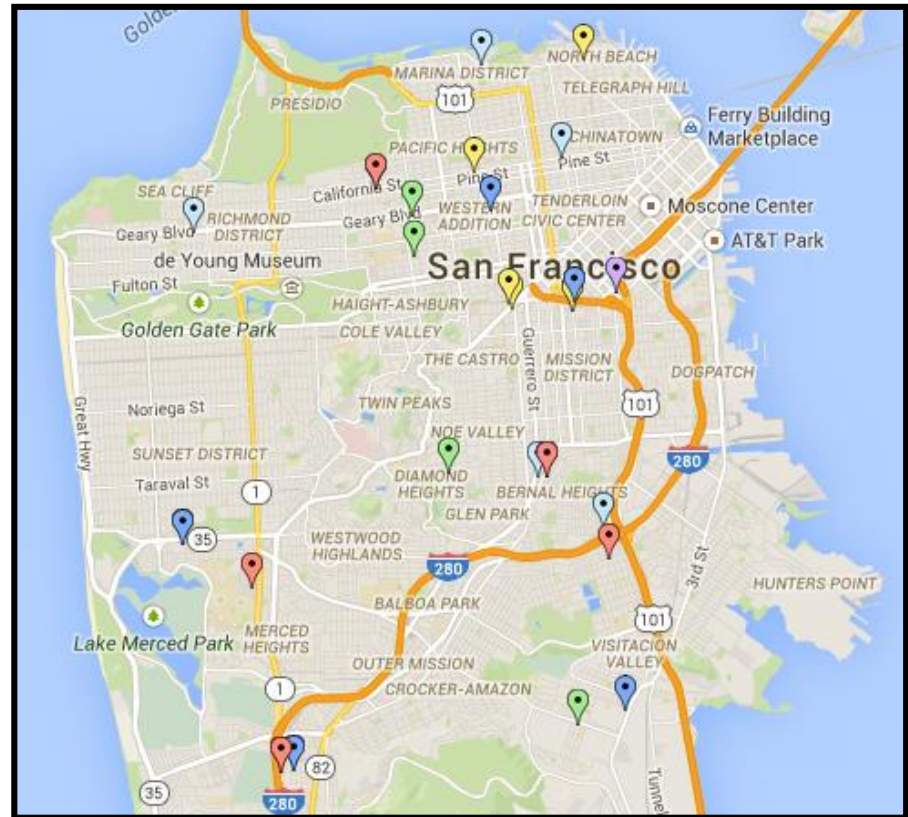 Golden
MARINA DISTRICT
NORTH BEACH
TELEGRAPH HILL
101
PRESIDIO
Ferry Building
Marketplace
CHINATOWN
PACIFIC HEIGHTS
Pine St
Pine St
California St
SEA CLIFF
Geary Blvd
WESTERN
ADDITION
TENDERLOIN
CIVIC CENTER
Moscone Center
RICHMOND
DISTRICT
Geary Blvd
AT&T Park
de Young Museum
San Francisco
Fulton St
HAIGHT-ASHBURY
Golden Gate Park
COLE VALLEY
THE CASTRO
Guerrero St
MISSION
DISTRICT
DOGPATCH
TWIN PEAKS
101
Great Hwy
Noriega St
NOE VALLEY
SUNSET DISTRICT
280
DIAMOND
HEIGHTS
BERNAL HEIGHTS
Taraval St
1
GLEN PARK
35
WESTWOOD
HIGHLANDS
280
3rd St
HUNTERS POINT
BALBOA PARK
101
Lake Merced Park
MERCED
HEIGHTS
VISITACION
VALLEY
OUTER MISSION
1
CROCKER-AMAZON
82
35
280
Tunnel